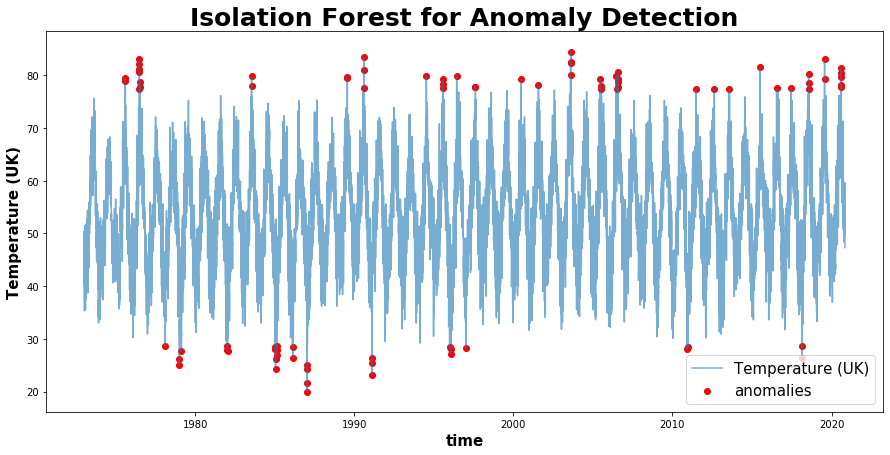 Isolation Forest for Anomaly Detection
Temperature (UK)
80
70
60
50
40
30
20
1980
1990
2000
2010
2020
time
Temperature (UK)
anomalies